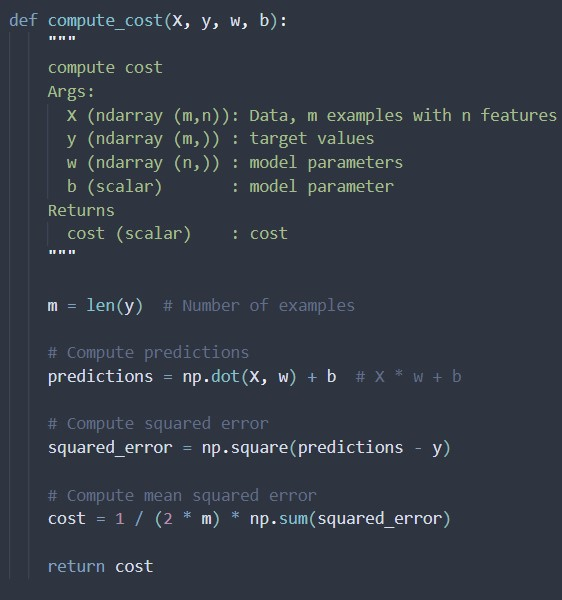 def compute_cost(X, y, w, b):
    """
    compute cost
    Args:
      X (ndarray (m,n)): Data, m examples with n features
      y (ndarray (m,)) : target values
      w (ndarray (n,)) : model parameters
      b (scalar)       : model parameter
    Returns
      cost (scalar)    : cost
    """
    m = len(y)  # Number of examples
    # Compute predictions
    predictions = np.dot(X, w) + b  # X * w + b
    # Compute squared error
    squared_error = np.square(predictions - y)
    # Compute mean squared error
    cost = 1 / (2 * m) * np.sum(squared_error)
    return cost